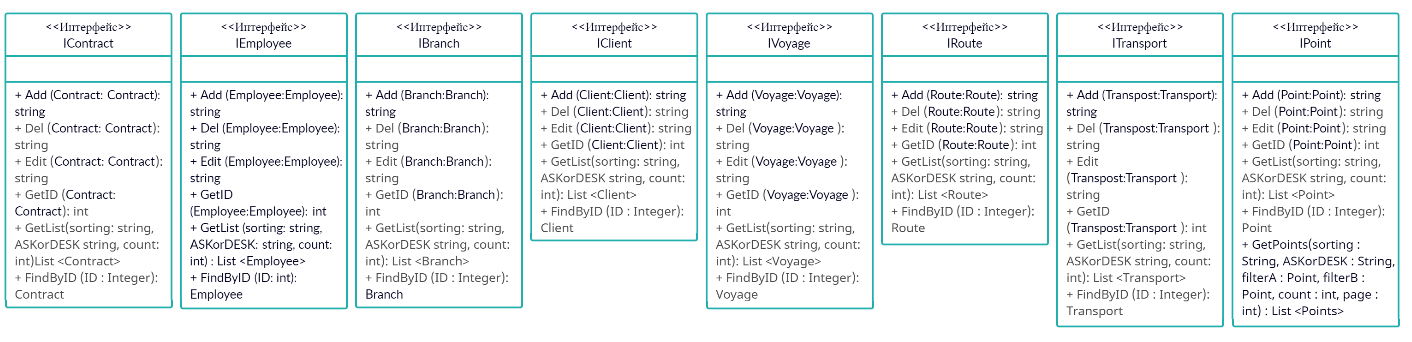 <<Интерфейс>>
IContract
+ Add (Contract: Contract):
string
+ Del (Contract: Contract):
string
+ Edit (Contract: Contract):
string
+ GetID (Contract:
Contract): int
+ GetList(sorting: string,
ASKorDESK string, count:
int)List <Contract>
+ FindByID (ID : Integer):
Contract
<<Интерфейс>>
IEmployee
+ Add (Employee:Employee):
string
+ Del (Employee:Employee):
string
+ Edit (Employee:Employee):
string
+ GetID
(Employee:Employee): int
+ GetList (sorting: string,
ASKorDESK: string, count:
int) : List <Employee>
+ FindByID (ID: int):
Employee
<<Интерфейс>>
IBranch
+ Add (Branch:Branch):
string
+ Del (Branch:Branch):
string
+ Edit (Branch:Branch):
string
+ GetID (Branch:Branch):
int
+ GetList(sorting: string,
ASKorDESK string, count:
int): List <Branch>
+ FindByID (ID : Integer):
Branch
<<Интерфейс>>
IClient
+ Add (Client:Client): string
+ Del (Client:Client): string
+ Edit (Client:Client): string
+ GetID (Client:Client): int
+ GetList(sorting: string,
ASKorDESK string, count:
int): List <Client>
+ FindByID (ID : Integer):
Client
<<Интерфейс>>
IVoyage
+ Add (Voyage:Voyage):
string
+ Del (Voyage:Voyage ):
string
+ Edit (Voyage:Voyage ):
string
+ GetID (Voyage:Voyage ):
int
+ GetList(sorting: string,
ASKorDESK string, count:
int): List <Voyage>
+ FindByID (ID : Integer):
Voyage
<<Интерфейс>>
IRoute
+ Add (Route:Route): string
+ Del (Route:Route): string
+ Edit (Route:Route): string
+ GetID (Route:Route): int
+ GetList(sorting: string,
ASKorDESK string, count:
int): List <Route>
+ FindByID (ID : Integer):
Route
<<Интерфейс>>
ITransport
+ Add (Transpost:Transport):
string
+ Del (Transpost:Transport ):
string
+ Edit
(Transpost:Transport ):
string
+ GetID
(Transpost:Transport ): int
+ GetList(sorting: string,
ASKorDESK string, count:
int): List <Transport>
+ FindByID (ID : Integer):
Transport
<<Интерфейс>>
IPoint
+ Add (Point:Point): string
+ Del (Point:Point): string
+ Edit (Point:Point): string
+ GetID (Point:Point): int
+ GetList(sorting: string,
ASKorDESK string, count:
int): List <Point>
+ FindByID (ID : Integer):
Point
+ GetPoints(sorting :
String, ASKorDESK : String,
filterA : Point, filterB :
Point, count : int, page :
int) : List <Points>